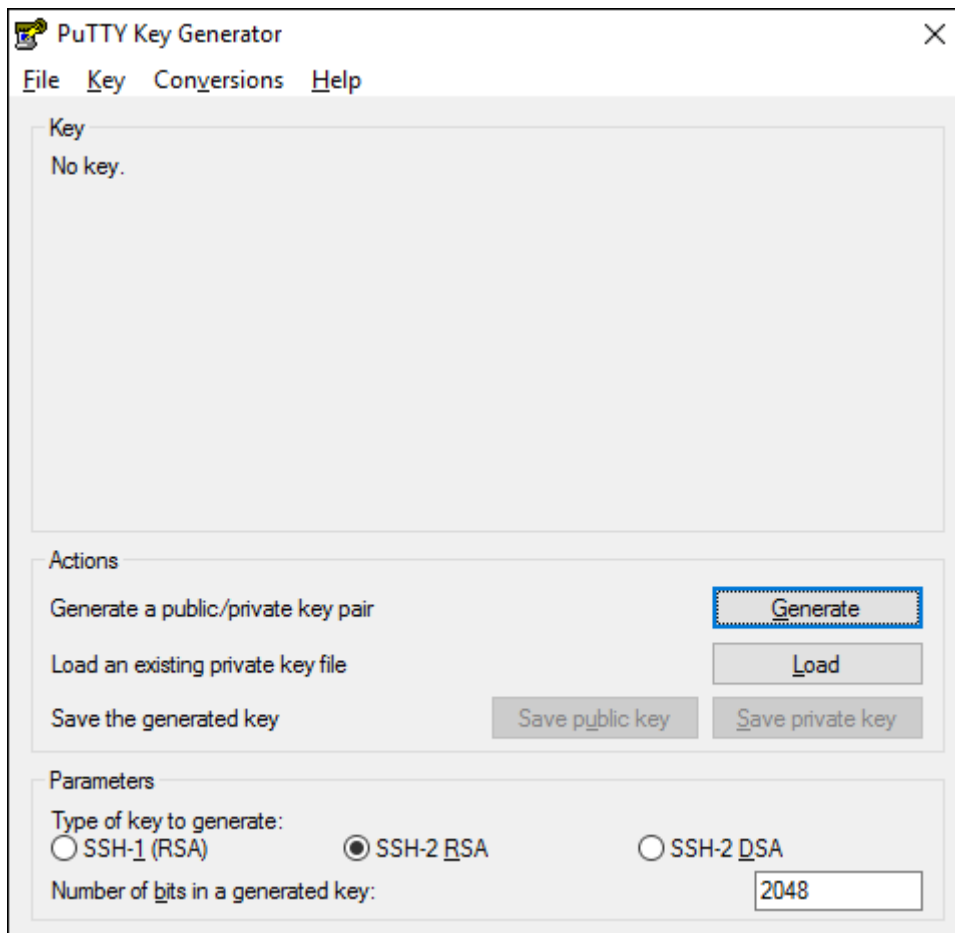 PuTTY Key Generator
File Key Conversions Help
Key
No key.
Actions
Generate a public/private key pair Generate
Load an existing private key file Load
Save the generated key Save public key Save private key
Parameters
Type of key to generate:
SSH-1 (RSA) SSH-2 RSA SSH-2 DSA
Number of bits in a generated key: 2048